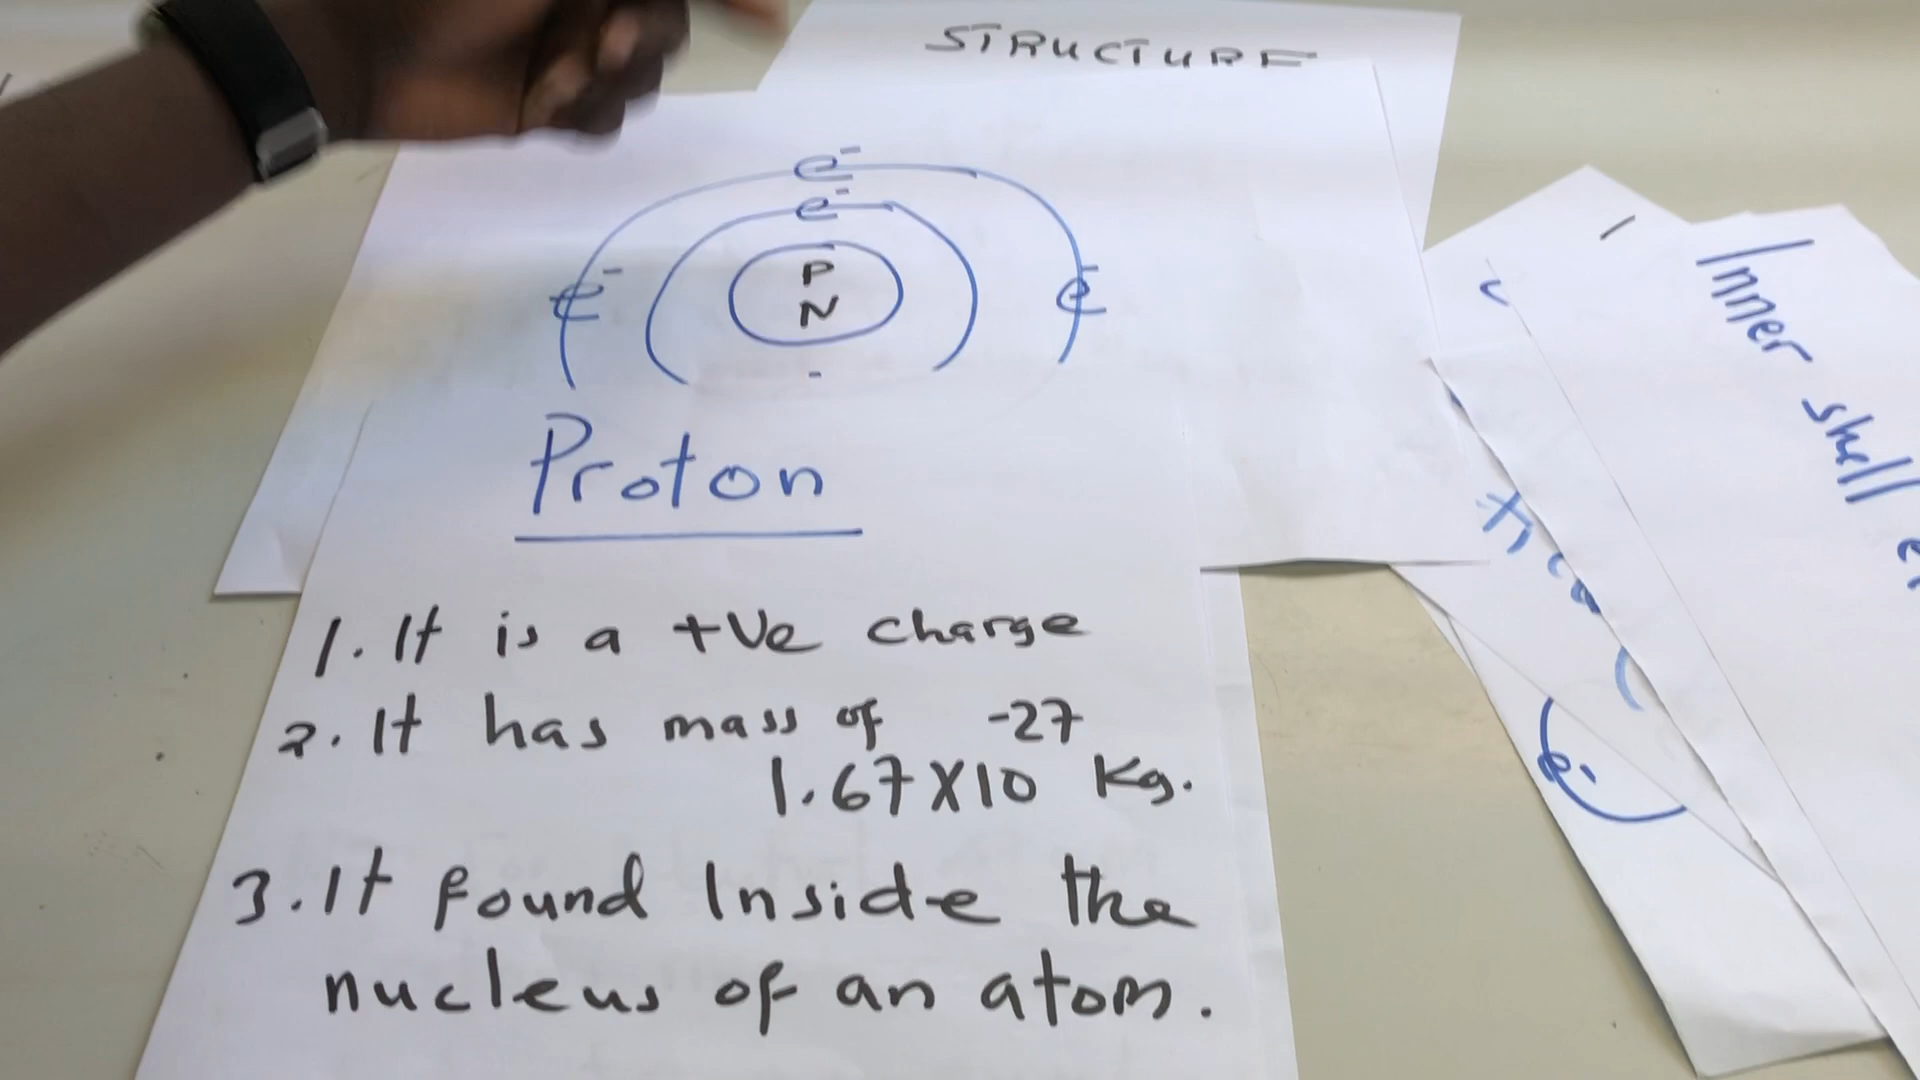 STRUCTURE
e-
e-
e- e-
P
N
-
Proton
1. It is a +ve charge
2. It has mass of -27
1.67X10 Kg.
3. It found Inside the
nucleus of an atom.
Inner shell
e-